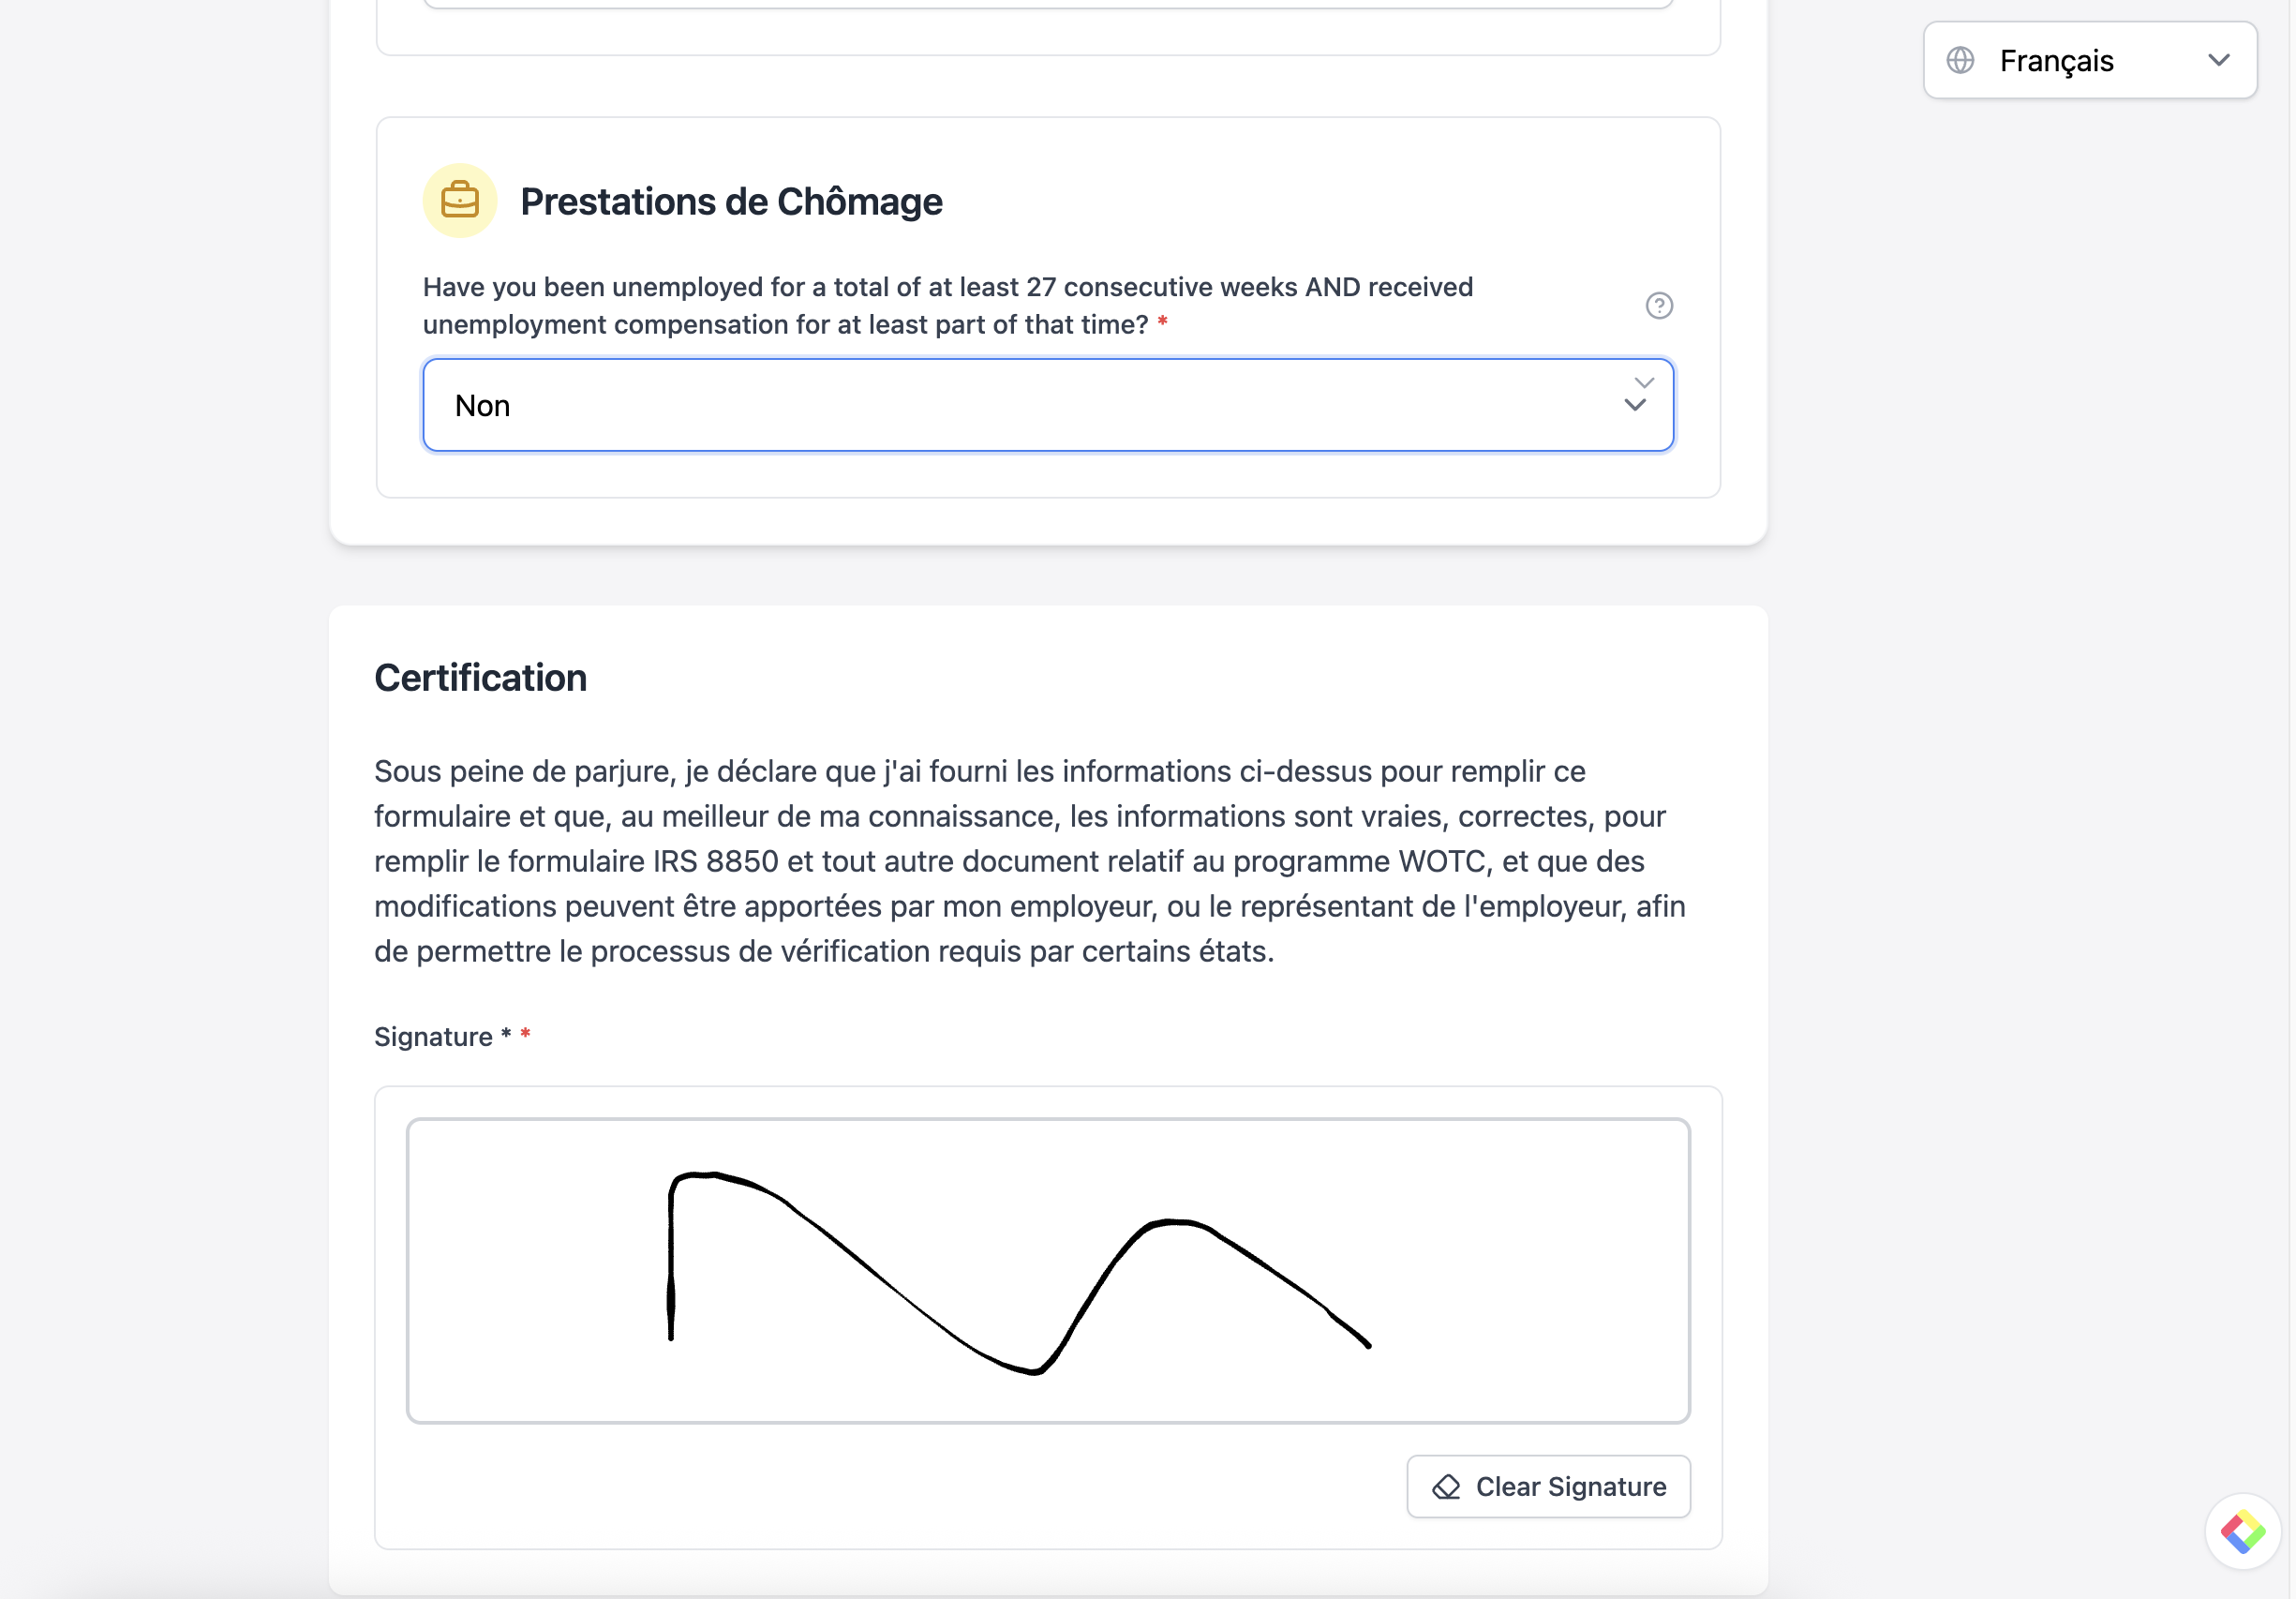 Français
Prestations de Chômage
Have you been unemployed for a total of at least 27 consecutive weeks AND received
unemployment compensation for at least part of that time? *
Non
Certification
Sous peine de parjure, je déclare que j'ai fourni les informations ci-dessus pour remplir ce
formulaire et que, au meilleur de ma connaissance, les informations sont vraies, correctes, pour
remplir le formulaire IRS 8850 et tout autre document relatif au programme WOTC, et que des
modifications peuvent être apportées par mon employeur, ou le représentant de l'employeur, afin
de permettre le processus de vérification requis par certains états.
Signature * *
Clear Signature